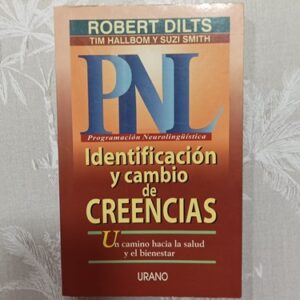 ROBERT DILTS
TIM HALLBOM Y SUZI SMITH
PNL
Programación Neurolingüística
Identificación
y cambio
de
CREENCIAS
Un camino hacia la salud
y el bienestar
URANO